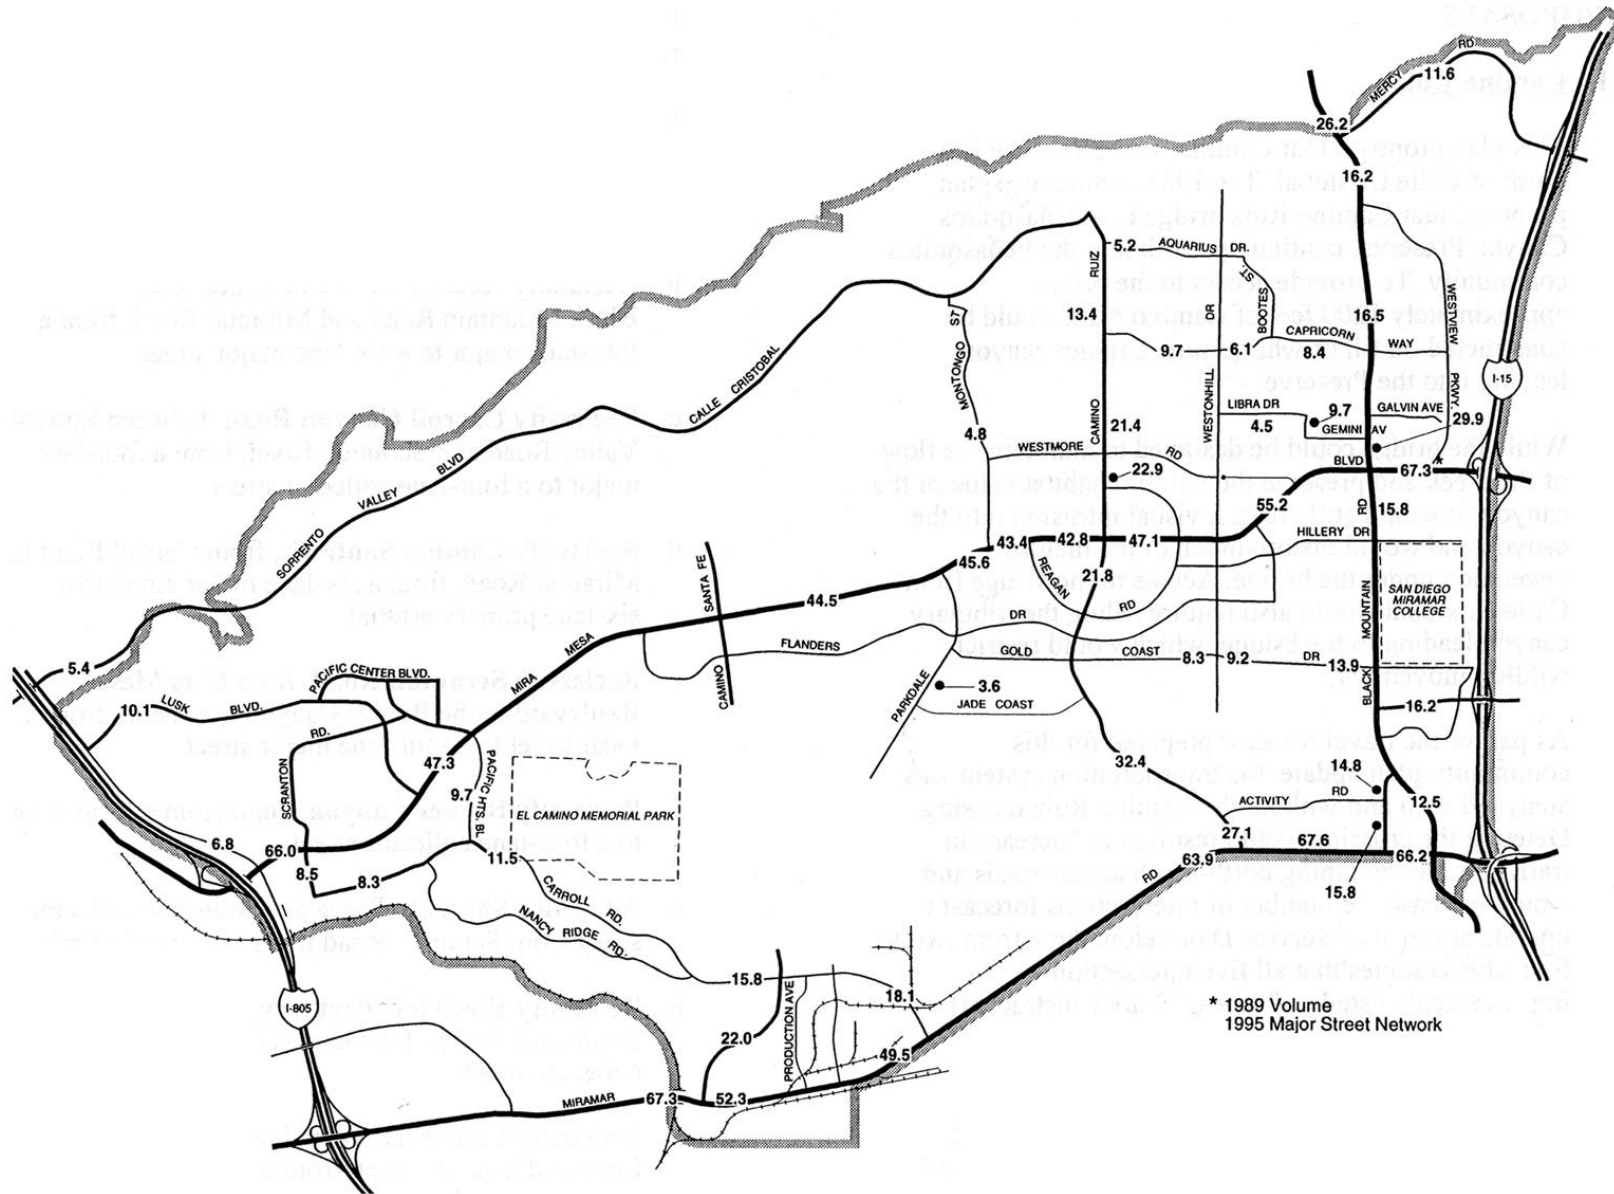 MERCY RD
11.6
26.2
16.2
5.2
AQUARIUS DR.
RUIZ
BOOTES ST.
DR
13.4
16.5
WESTVIEW PKWY.
CAPRICORN WAY
9.7
6.1
8.4
MONTONGO ST
CALLE CRISTOBAL
I-15
WESTONHILL
LIBRA DR
9.7
GALVIN AVE
4.5
GEMINI AV
29.9
CAMINO
21.4
4.8
WESTMORE RD
BLVD
67.3 *
22.9
SORRENTO VALLEY BLVD
55.2
RD
15.8
HILLERY DR
43.4
42.8
47.1
45.6
REAGAN RD
21.8
SANTA FE
44.5
SAN DIEGO
MIRAMAR
COLLEGE
MOUNTAIN
MIRA MESA
FLANDERS DR
GOLD COAST DR
8.3
9.2
13.9
5.4
PACIFIC CENTER BLVD.
CAMINO
PARKDALE
3.6
JADE COAST
BLACK
16.2
10.1
LUSK BLVD.
RD.
SCRANTON
47.3
PACIFIC HTS. BL
9.7
32.4
14.8
ACTIVITY RD
12.5
EL CAMINO MEMORIAL PARK
27.1
67.6
66.2
6.8
66.0
8.5
8.3
11.5
63.9
RD
15.8
CARROLL RD.
NANCY RIDGE RD.
15.8
18.1
I-805
PRODUCTION AVE
22.0
49.5
* 1989 Volume
1995 Major Street Network
MIRAMAR
67.3
52.3